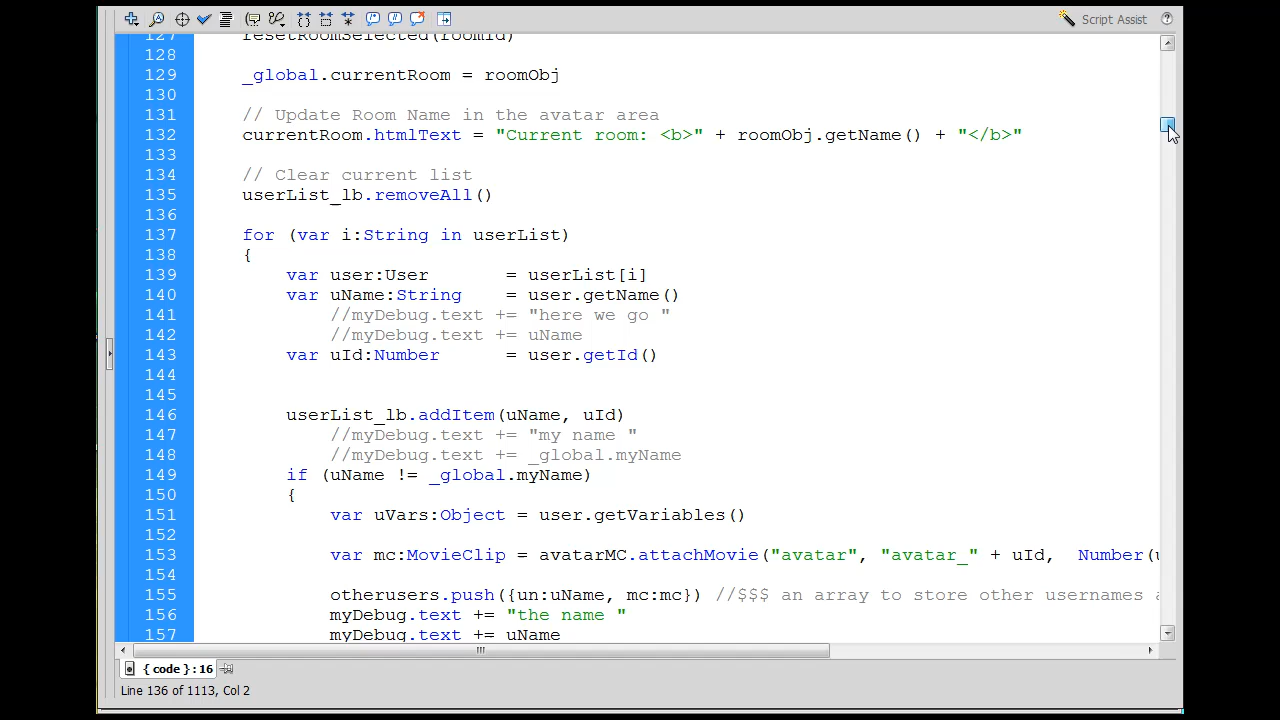 Script Assist
127 resetRoomSelected(roomId)
128
129 _global.currentRoom = roomObj
130
131 // Update Room Name in the avatar area
132 currentRoom.htmlText = "Current room: <b>" + roomObj.getName() + "</b>"
133
134 // Clear current list
135 userList_lb.removeAll()
136
137 for (var i:String in userList)
138 {
139 var user:User = userList[i]
140 var uName:String = user.getName()
141 //myDebug.text += "here we go "
142 //myDebug.text += uName
143 var uId:Number = user.getId()
144
145
146 userList_lb.addItem(uName, uId)
147 //myDebug.text += "my name "
148 //myDebug.text += _global.myName
149 if (uName != _global.myName)
150 {
151 var uVars:Object = user.getVariables()
152
153 var mc:MovieClip = avatarMC.attachMovie("avatar", "avatar_" + uId, Number(u
154
155 otherusers.push({un:uName, mc:mc}) //$$$ an array to store other usernames a
156 myDebug.text += "the name "
157 myDebug.text += uName
{ code } : 16
Line 136 of 1113, Col 2